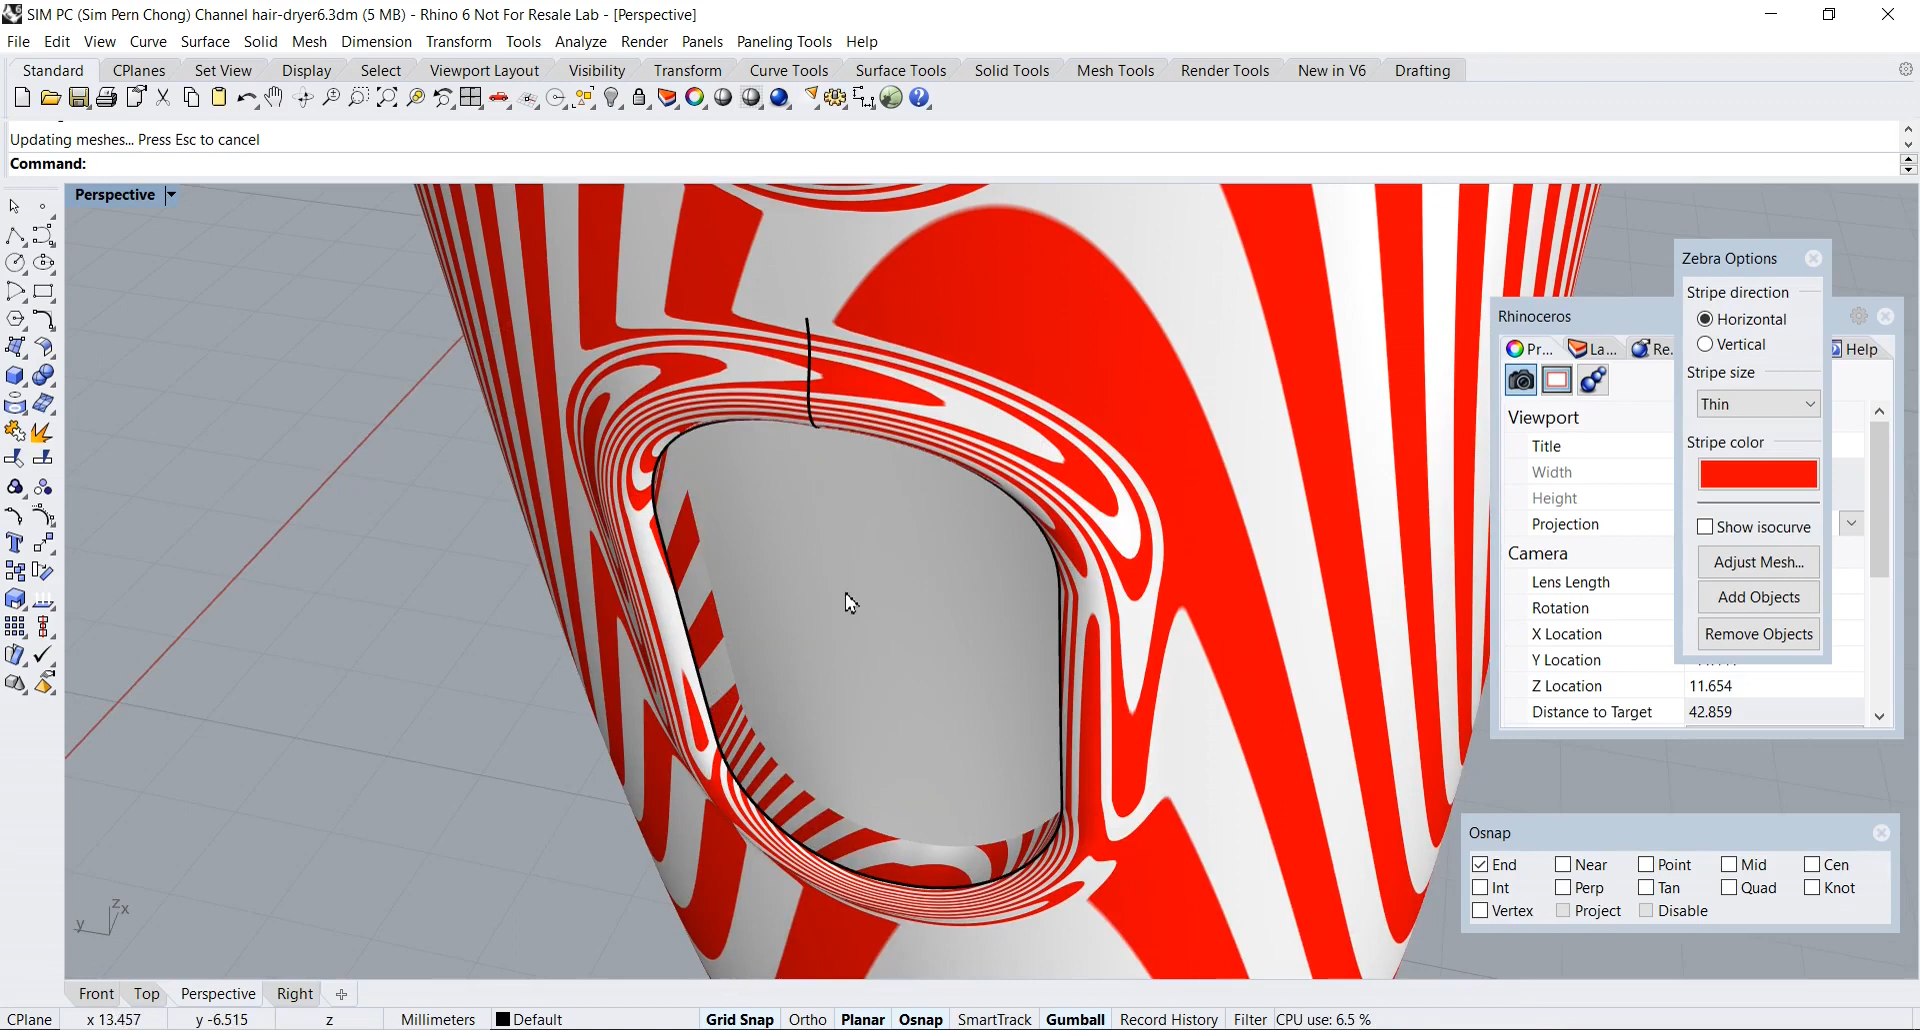 SIM PC (Sim Pern Chong) Channel hair-dryer6.3dm (5 MB) - Rhino 6 Not For Resale Lab - [Perspective]
File Edit View Curve Surface Solid Mesh Dimension Transform Tools Analyze Render Panels Paneling Tools Help
Standard CPlanes Set View Display Select Viewport Layout Visibility Transform Curve Tools Surface Tools Solid Tools Mesh Tools Render Tools New in V6 Drafting
Updating meshes... Press Esc to cancel
Command:
Perspective
Zebra Options
Stripe direction
Horizontal
Vertical
Stripe size
Thin
Stripe color
Show isocurve
Adjust Mesh...
Add Objects
Remove Objects
Rhinoceros
Pr... La... Re. Help
Viewport
Title
Width
Height
Projection
Camera
Lens Length
Rotation
X Location
Y Location
Z Location 11.654
Distance to Target 42.859
Osnap
End Near Point Mid Cen
Int Perp Tan Quad Knot
Vertex Project Disable
z x
y
Front Top Perspective Right
CPlane x 13.457 y -6.515 z Millimeters Default Grid Snap Ortho Planar Osnap SmartTrack Gumball Record History Filter CPU use: 6.5 %